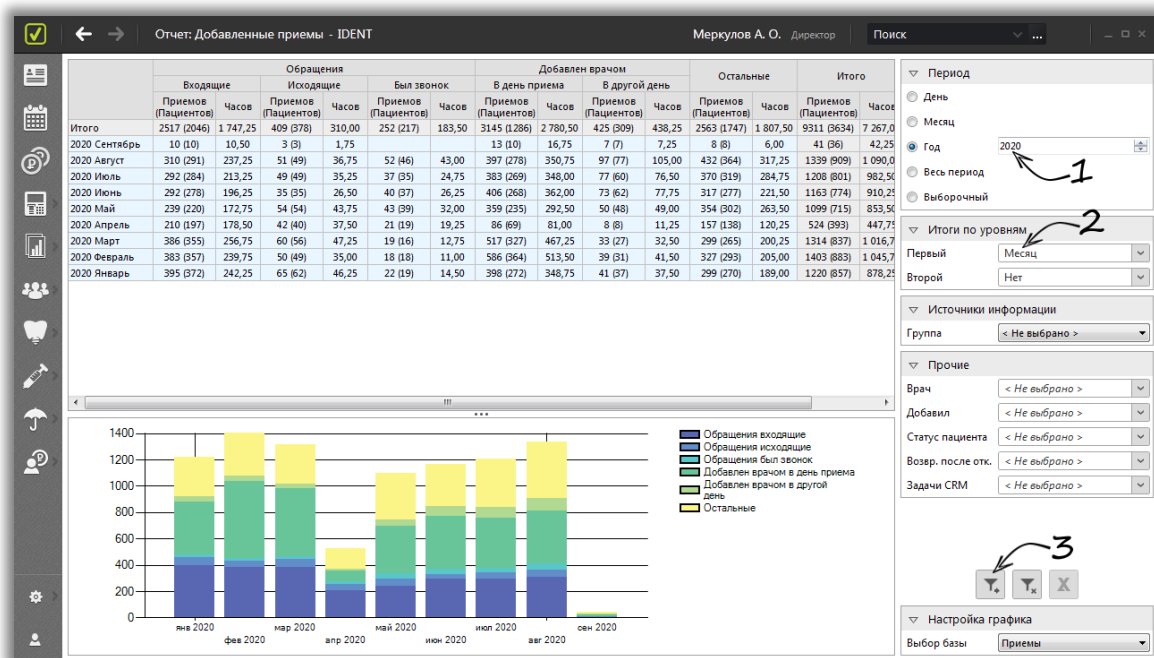 Отчет: Добавленные приемы - IDENT
Меркулов А. О. Директор
Поиск
...
Обращения Добавлен врачом Остальные Итого
Входящие Исходящие Был звонок В день приема В другой день
Приемов (Пациентов) Часов Приемов (Пациентов) Часов Приемов (Пациентов) Часов Приемов (Пациентов) Часов Приемов (Пациентов) Часов Приемов (Пациентов) Часов Приемов (Пациентов) Часов
Итого 2517 (2046) 1 747,25 409 (378) 310,00 252 (217) 183,50 3145 (1286) 2 780,50 425 (309) 438,25 2563 (1747) 1 807,50 9311 (3634) 7 267,0
2020 Сентябрь 10 (10) 10,50 3 (3) 1,75 13 (10) 16,75 7 (7) 7,25 8 (8) 6,00 41 (36) 42,25
2020 Август 310 (291) 237,25 51 (49) 36,75 52 (46) 43,00 397 (278) 350,75 97 (77) 105,00 432 (364) 317,25 1339 (909) 1 090,0
2020 Июль 292 (284) 213,25 49 (49) 35,25 37 (35) 24,75 383 (269) 348,00 77 (60) 76,50 370 (319) 284,75 1208 (801) 982,50
2020 Июнь 292 (278) 196,25 35 (35) 26,50 40 (37) 26,25 406 (268) 362,00 73 (62) 77,75 317 (277) 221,50 1163 (774) 910,25
2020 Май 239 (220) 172,75 54 (54) 43,75 43 (39) 32,00 359 (235) 292,50 50 (48) 49,00 354 (302) 263,50 1099 (715) 853,50
2020 Апрель 210 (197) 178,50 42 (40) 37,50 21 (19) 19,25 86 (69) 81,00 8 (8) 11,25 157 (138) 120,25 524 (393) 447,75
2020 Март 386 (355) 256,75 60 (56) 47,25 19 (16) 12,75 517 (327) 467,25 33 (27) 32,50 299 (265) 200,25 1314 (837) 1 016,7
2020 Февраль 383 (357) 239,75 50 (49) 35,00 18 (18) 11,00 586 (364) 513,50 39 (31) 41,50 327 (293) 205,00 1403 (883) 1 045,7
2020 Январь 395 (372) 242,25 65 (62) 46,25 22 (19) 14,50 398 (272) 348,75 41 (37) 37,50 299 (270) 189,00 1220 (857) 878,25
1400
1200
1000
800
600
400
200
0
янв 2020 мар 2020 май 2020 июл 2020 сен 2020
фев 2020 апр 2020 июн 2020 авг 2020
Обращения входящие
Обращения исходящие
Обращения был звонок
Добавлен врачом в день приема
Добавлен врачом в другой
день
Остальные
Период
День
Месяц
Год 2020
1
Весь период
Выборочный
Итоги по уровням
2
Первый Месяц
Второй Нет
Источники информации
Группа < Не выбрано >
Прочие
Врач < Не выбрано >
Добавил < Не выбрано >
Статус пациента < Не выбрано >
Возвр. после отк. < Не выбрано >
Задачи CRM < Не выбрано >
3
Настройка графика
Выбор базы Приемы